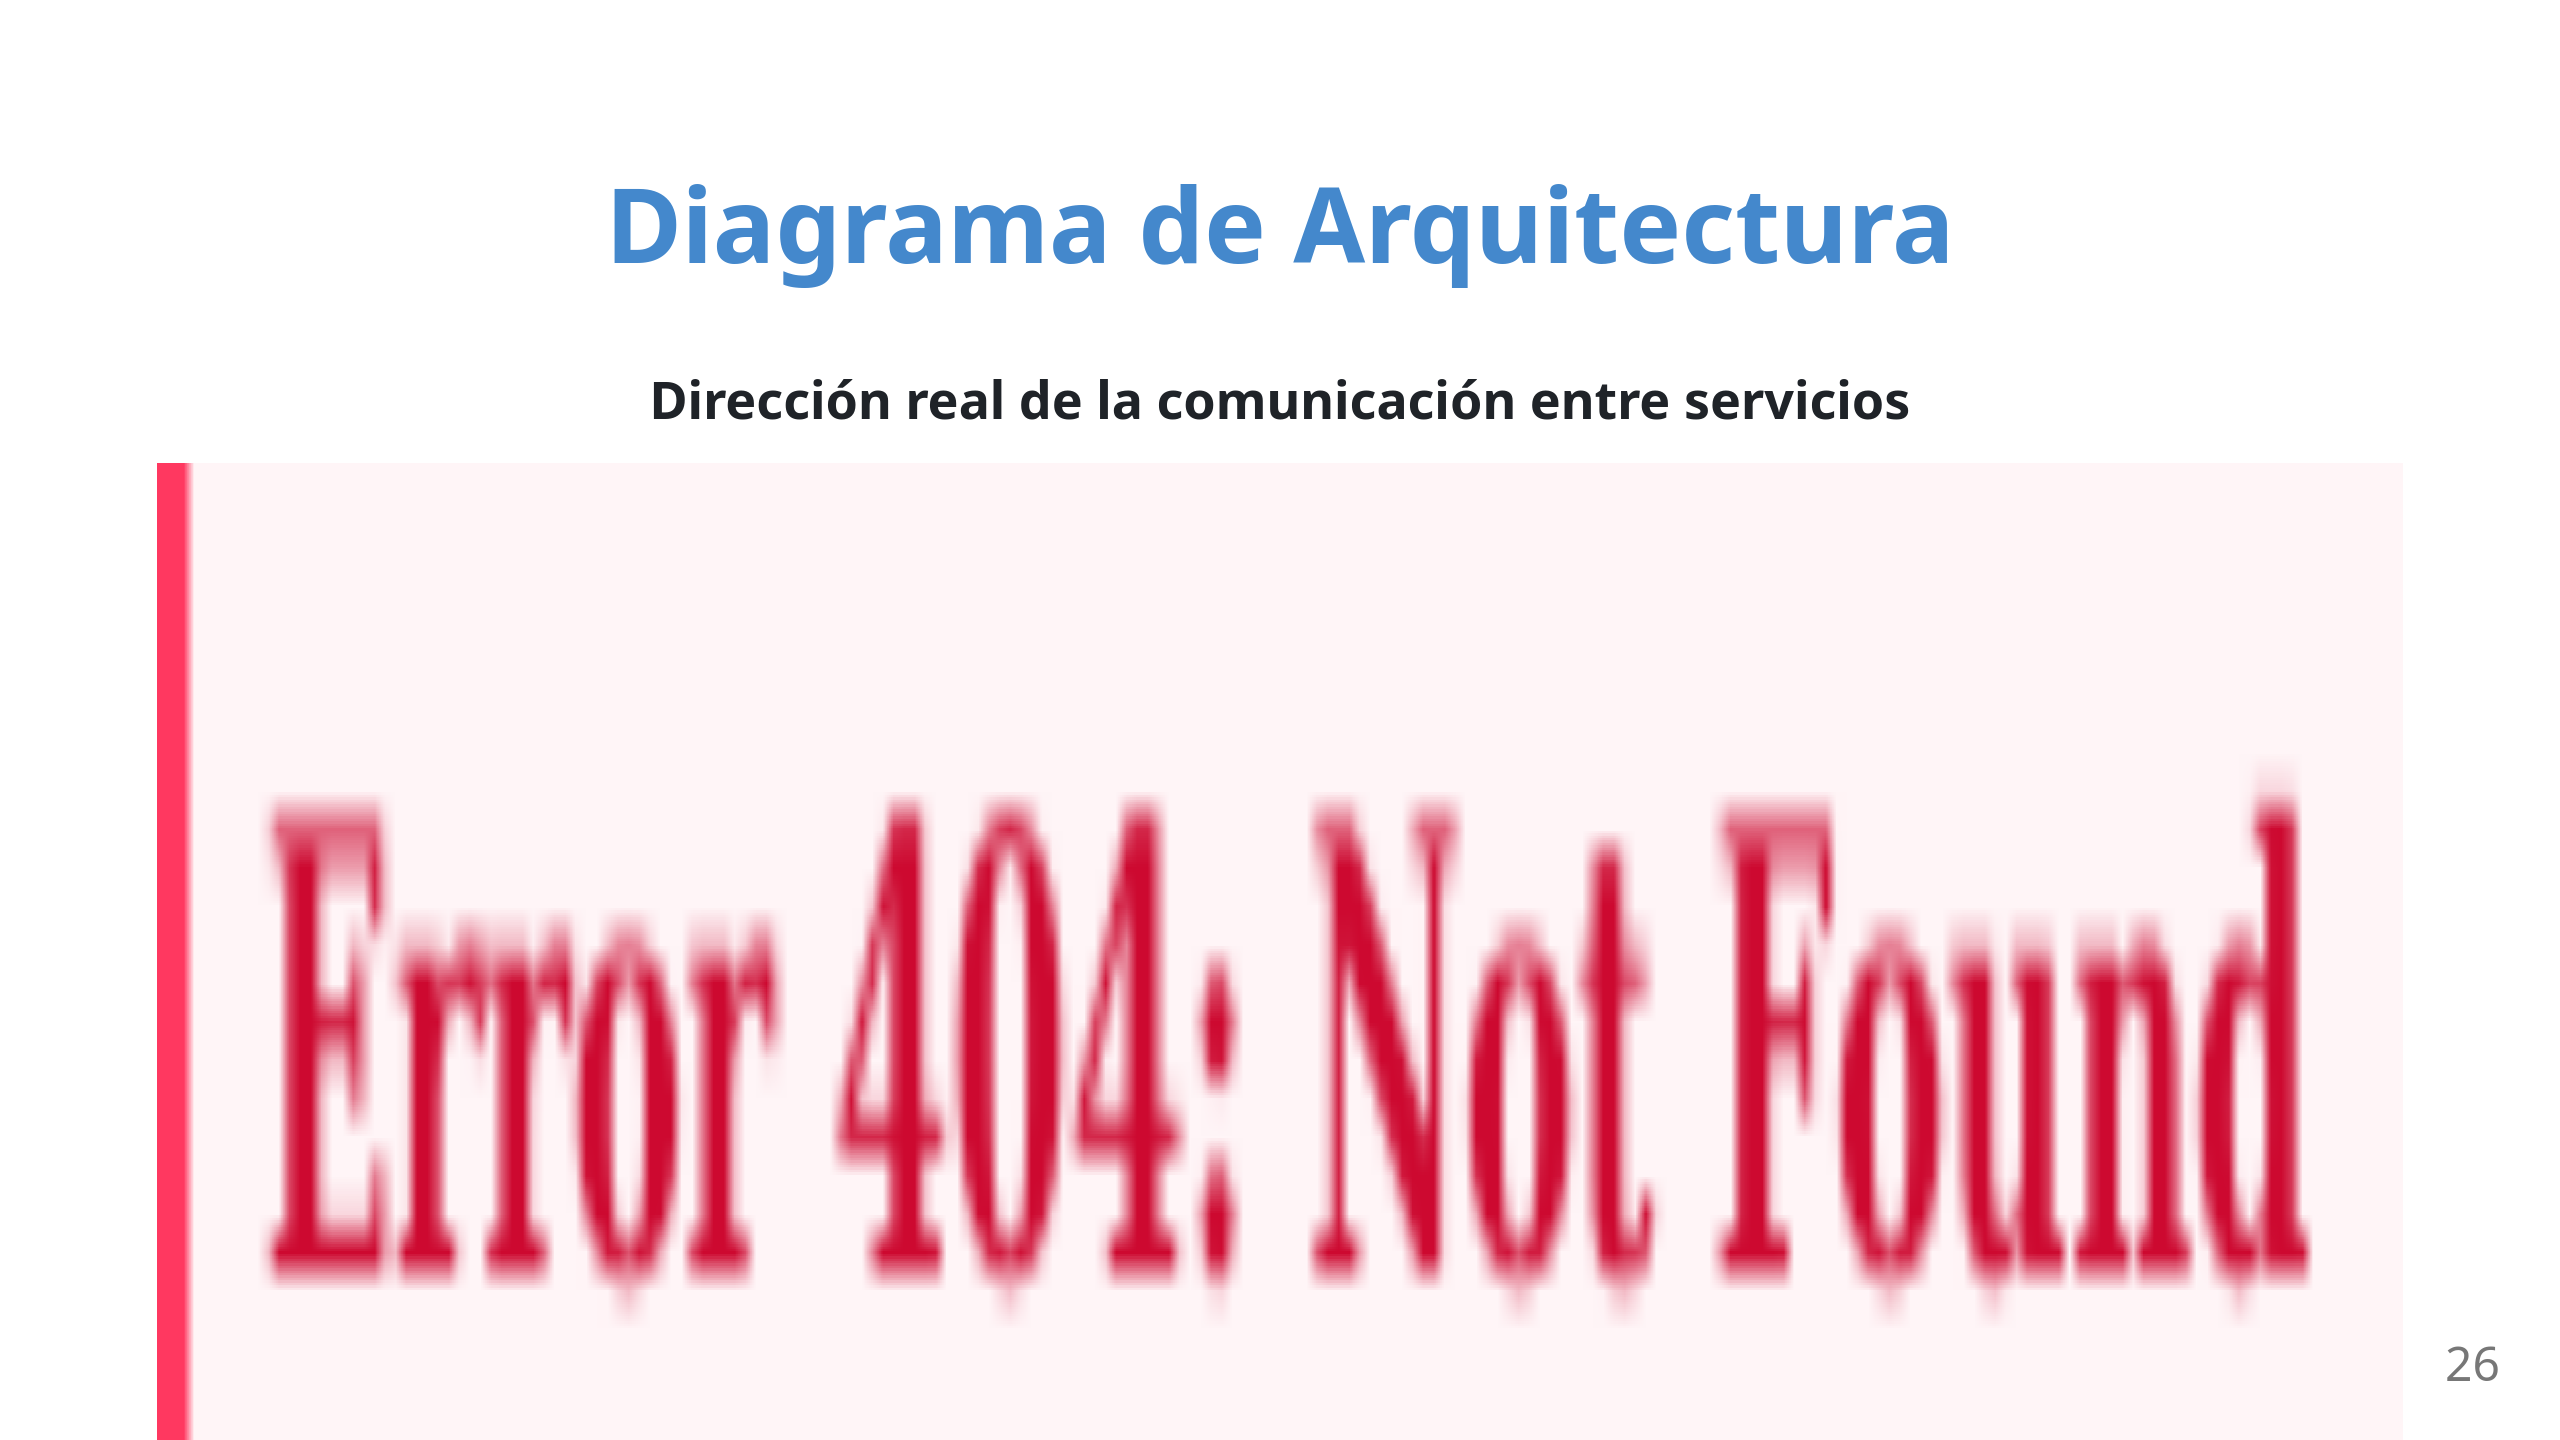 Diagrama de Arquitectura
Dirección real de la comunicación entre servicios
Error 404: Not Found
26